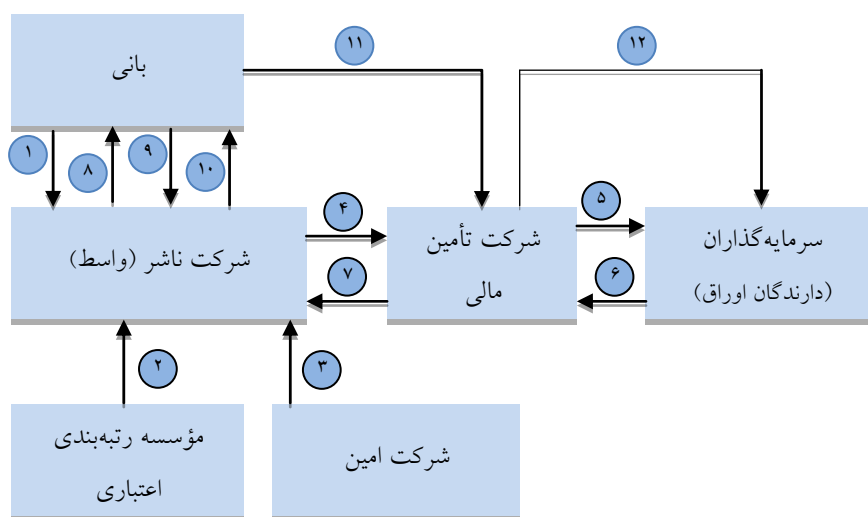 بانی
۱۱
۱۲
۱
۸
۹
۱۰
شرکت ناشر (واسط)
۴
۷
شرکت تأمین
مالی
۵
۶
سرمایه‌گذاران
(دارندگان اوراق)
۲
۳
مؤسسه رتبه‌بندی
اعتباری
شرکت امین